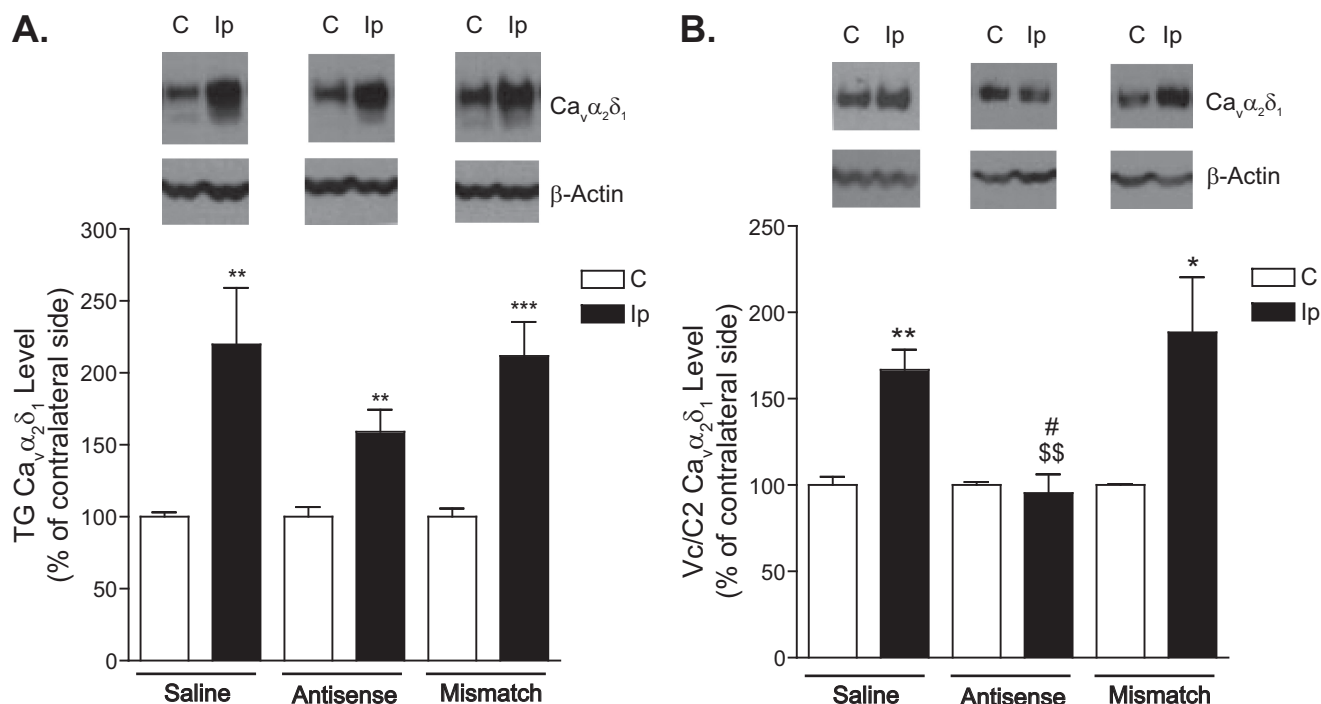 A.
C Ip C Ip C Ip
Cavα2δ1
β-Actin
300
250
200
150
100
50
0
TG Cavα2δ1 Level
(% of contralateral side)
**
**
***
C
Ip
Saline Antisense Mismatch
B.
C Ip C Ip C Ip
Cavα2δ1
β-Actin
250
200
150
100
50
0
Vc/C2 Cavα2δ1 Level
(% of contralateral side)
**
#
$$
*
C
Ip
Saline Antisense Mismatch